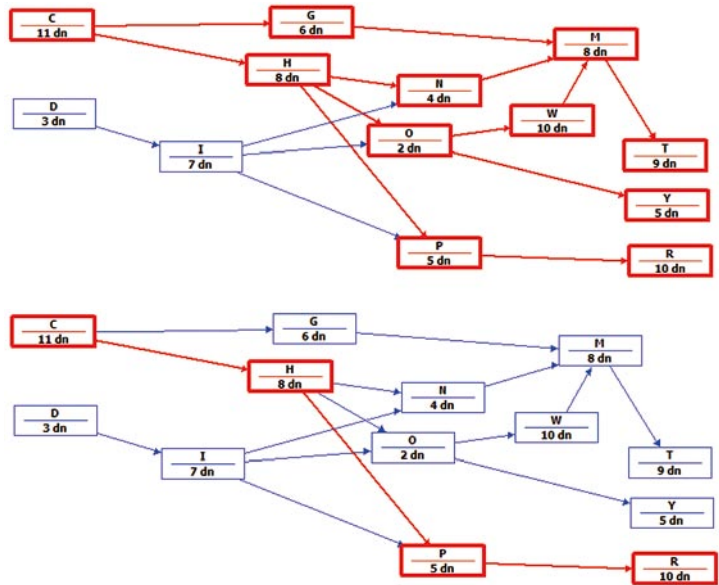 C
11 dn
G
6 dn
M
8 dn
H
8 dn
N
4 dn
D
3 dn
W
10 dn
O
2 dn
I
7 dn
T
9 dn
Y
5 dn
P
5 dn
R
10 dn
C
11 dn
G
6 dn
M
8 dn
H
8 dn
N
4 dn
D
3 dn
W
10 dn
O
2 dn
I
7 dn
T
9 dn
Y
5 dn
P
5 dn
R
10 dn